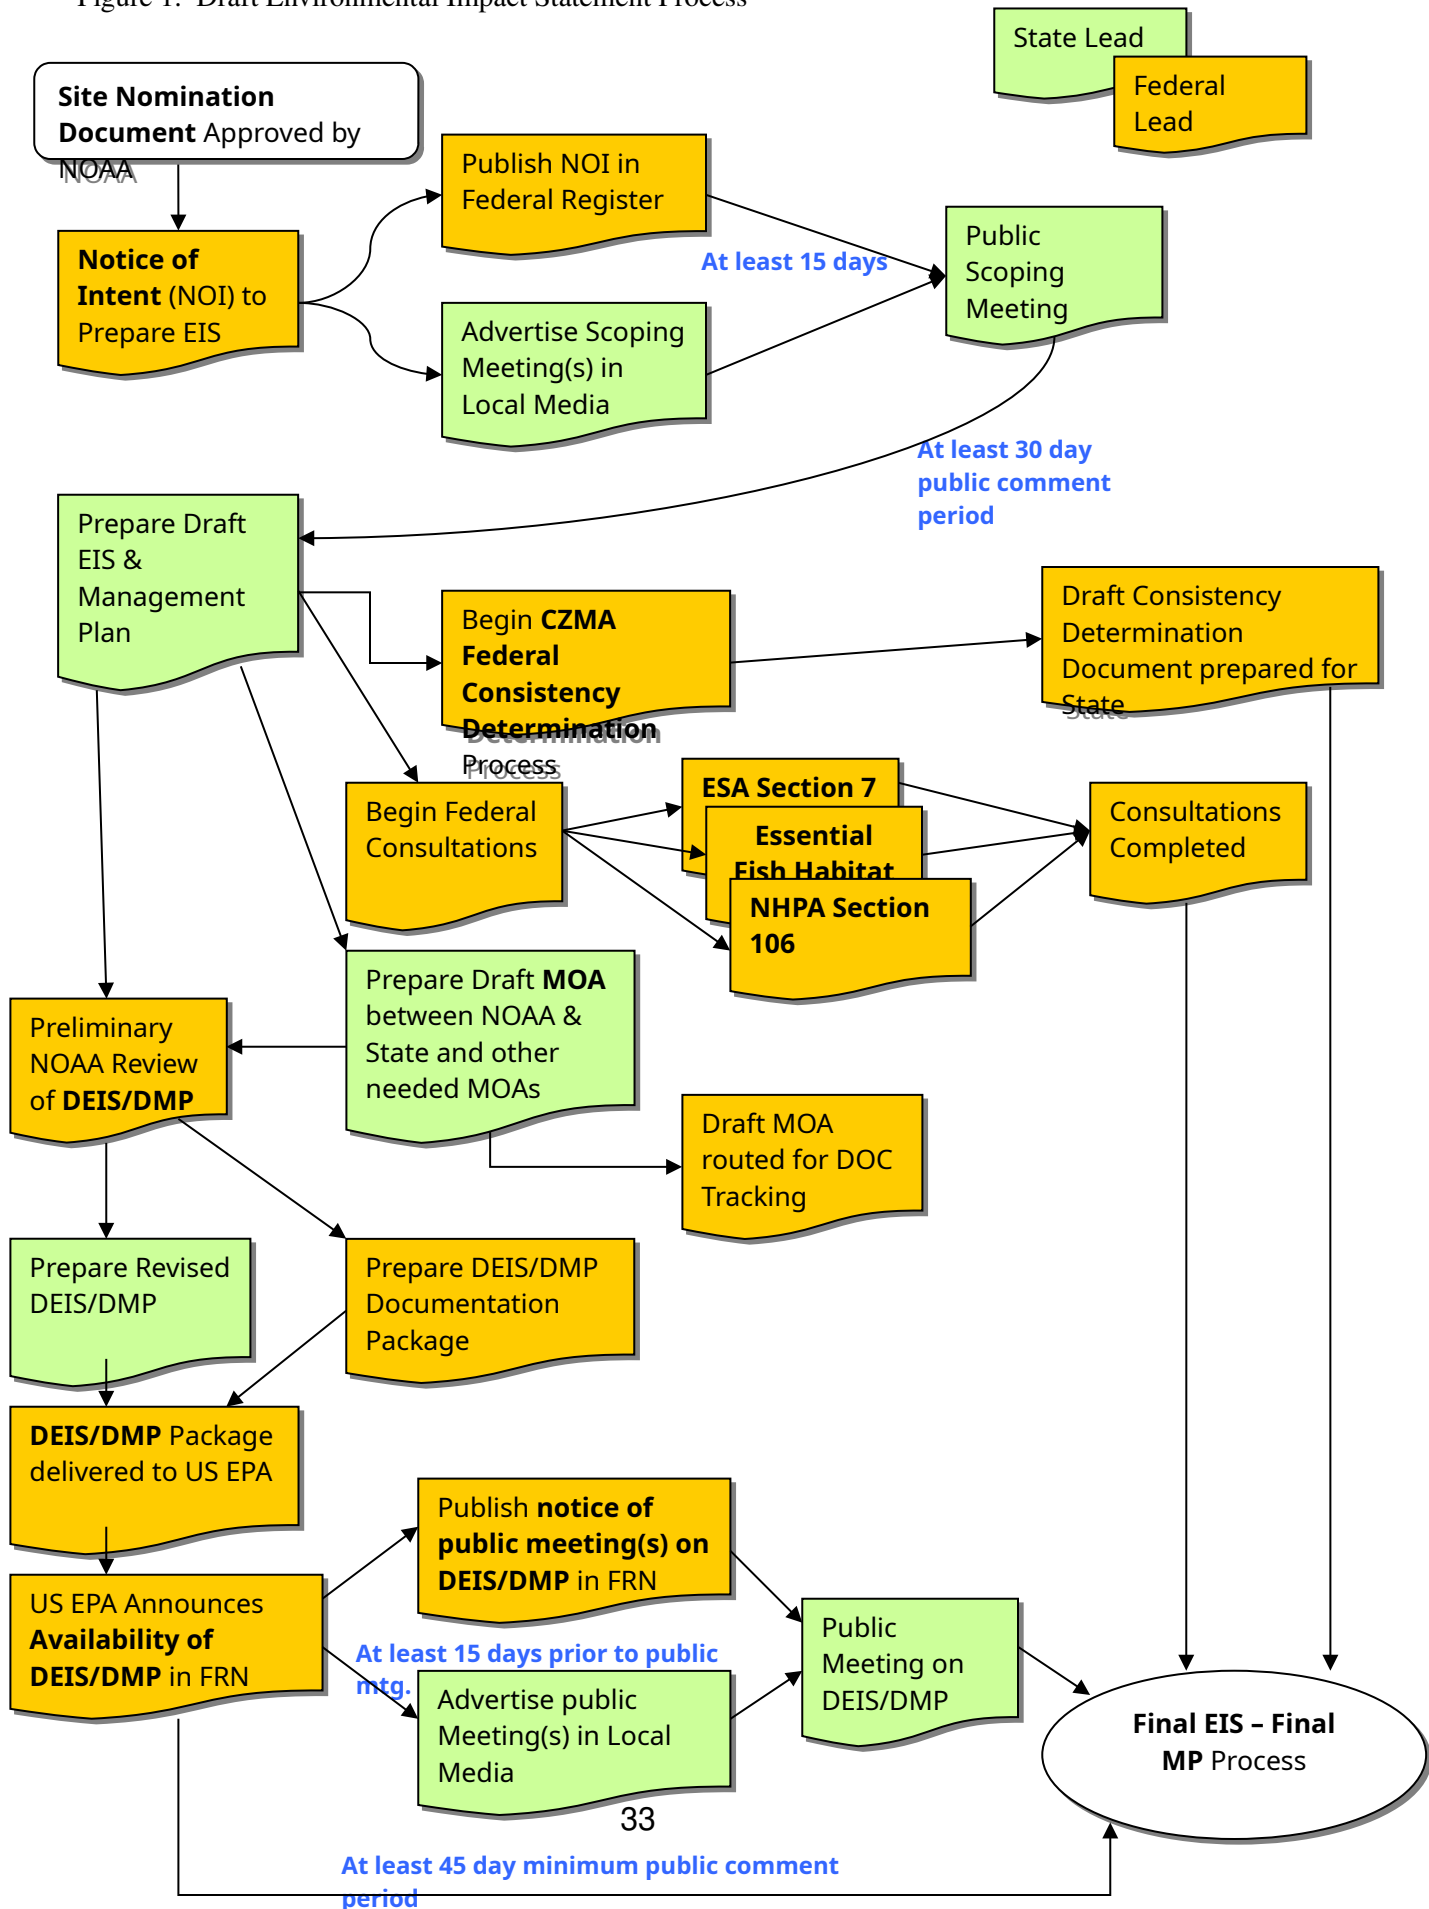 Figure 1. Draft Environmental Impact Statement Process
State Lead
Federal
Lead
Site Nomination
Document Approved by
NOAA
Publish NOI in
Federal Register
Notice of
Intent (NOI) to
Prepare EIS
At least 15 days
Public
Scoping
Meeting
Advertise Scoping
Meeting(s) in
Local Media
At least 30 day
public comment
period
Prepare Draft
EIS &
Management
Plan
Begin CZMA
Federal
Consistency
Determination
Process
Draft Consistency
Determination
Document prepared for
State
Begin Federal
Consultations
ESA Section 7
Essential
Fish Habitat
NHPA Section
106
Consultations
Completed
Prepare Draft MOA
between NOAA &
State and other
needed MOAs
Preliminary
NOAA Review
of DEIS/DMP
Draft MOA
routed for DOC
Tracking
Prepare Revised
DEIS/DMP
Prepare DEIS/DMP
Documentation
Package
DEIS/DMP Package
delivered to US EPA
Publish notice of
public meeting(s) on
DEIS/DMP in FRN
US EPA Announces
Availability of
DEIS/DMP in FRN
At least 15 days prior to public
mtg.
Advertise public
Meeting(s) in Local
Media
Public
Meeting on
DEIS/DMP
Final EIS – Final
MP Process
33
At least 45 day minimum public comment
period